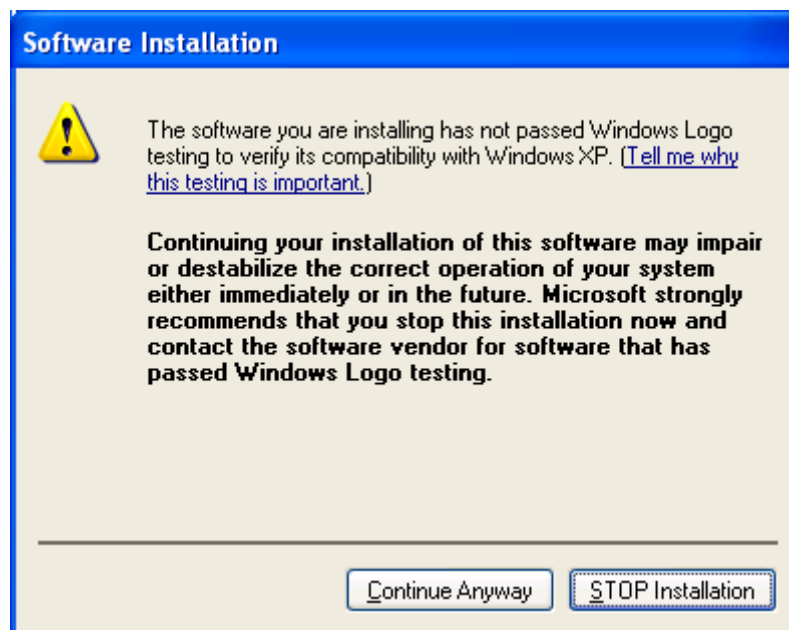 Software Installation
The software you are installing has not passed Windows Logo
testing to verify its compatibility with Windows XP. (Tell me why
this testing is important.)
Continuing your installation of this software may impair
or destabilize the correct operation of your system
either immediately or in the future. Microsoft strongly
recommends that you stop this installation now and
contact the software vendor for software that has
passed Windows Logo testing.
Continue Anyway
STOP Installation